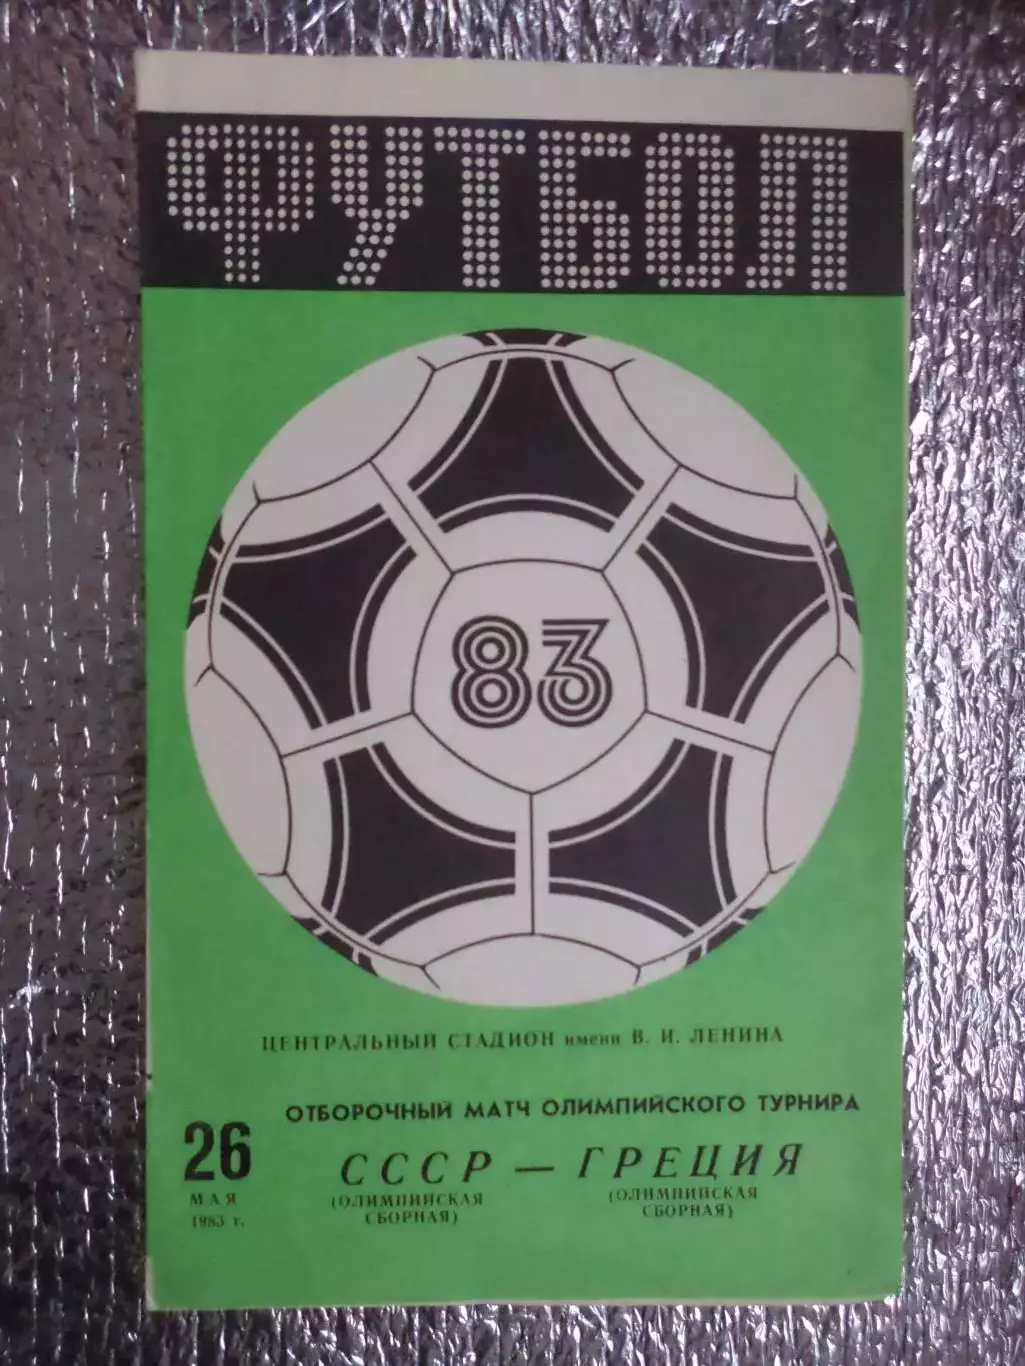 ФУТБОЛ
83
ЦЕНТРАЛЬНЫЙ СТАДИОН имени В. И. ЛЕНИНА
ОТБОРОЧНЫЙ МАТЧ ОЛИМПИЙСКОГО ТУРНИРА
26
МАЯ
1983 г.
СССР — ГРЕЦИЯ
(ОЛИМПИЙСКАЯ СБОРНАЯ)
(ОЛИМПИЙСКАЯ СБОРНАЯ)